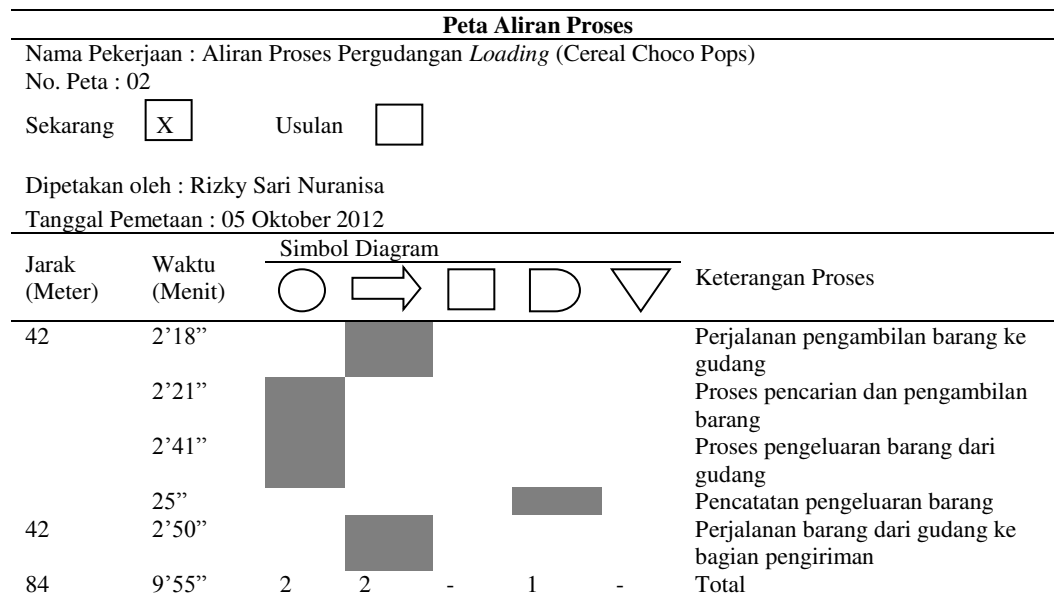 Peta Aliran Proses
Nama Pekerjaan : Aliran Proses Pergudangan Loading (Cereal Choco Pops)
No. Peta : 02
Sekarang X Usulan
Dipetakan oleh : Rizky Sari Nuranisa
Tanggal Pemetaan : 05 Oktober 2012
Jarak (Meter) Waktu (Menit) Simbol Diagram Keterangan Proses
42 2’18” Perjalanan pengambilan barang ke
gudang
2’21” Proses pencarian dan pengambilan
barang
2’41” Proses pengeluaran barang dari
gudang
25” Pencatatan pengeluaran barang
42 2’50” Perjalanan barang dari gudang ke
bagian pengiriman
84 9’55” 2 2 - 1 - Total